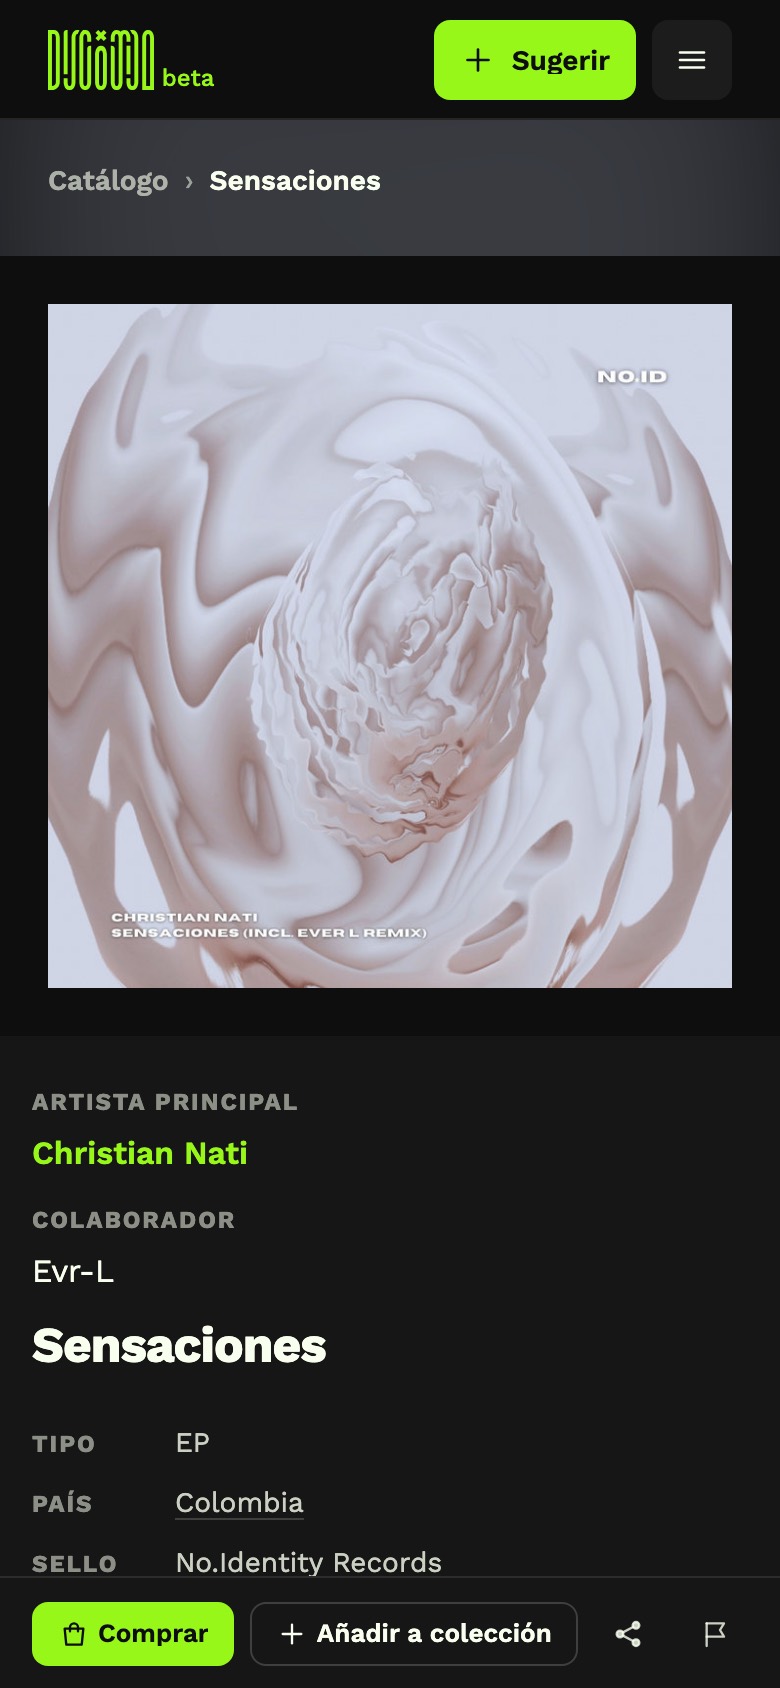 beta
Sugerir
Catálogo › Sensaciones
NO.ID
CHRISTIAN NATI
SENSACIONES (INCL. EVER L REMIX)
ARTISTA PRINCIPAL
Christian Nati
COLABORADOR
Evr-L
Sensaciones
TIPO EP
PAÍS Colombia
SELLO No.Identity Records
Comprar
Añadir a colección